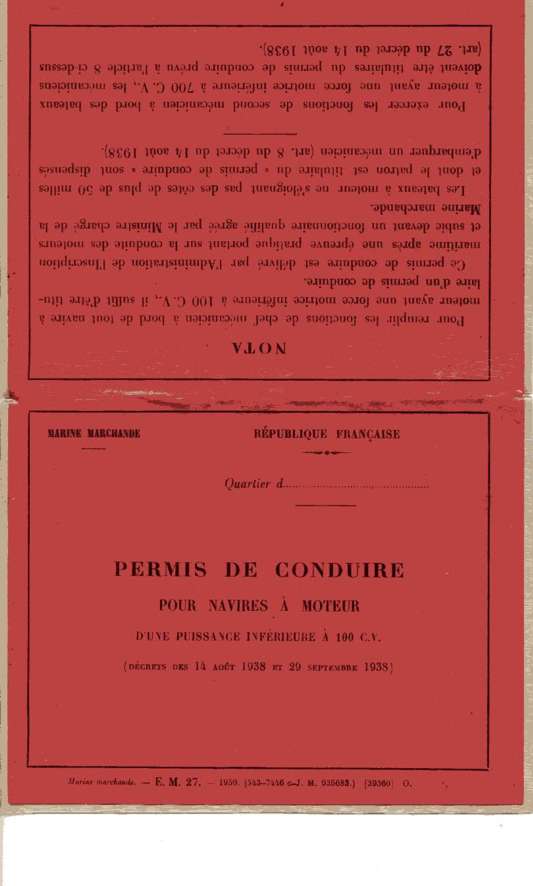 NOTA
Pour remplir les fonctions de chef mécanicien à bord de tout navire à
moteur ayant une force motrice inférieure à 100 C.V., il suffit d'être titu-
laire d'un permis de conduire.
Ce permis de conduire est délivré par l'Administration de l'Inscription
maritime après une épreuve pratique portant sur la conduite des moteurs
et subie devant un fonctionnaire qualifié agréé par le Ministre chargé de la
Marine marchande.
Les bateaux à moteur ne s'éloignant pas des côtes de plus de 50 milles
et dont le patron est titulaire du « permis de conduire » sont dispensés
d'embarquer un mécanicien (art. 8 du décret du 14 août 1938).
Pour exercer les fonctions de second mécanicien à bord des bateaux
à moteur ayant une force motrice inférieure à 700 C.V., les mécaniciens
doivent être titulaires du permis de conduire prévu à l'article 8 ci-dessus
(art. 27 du décret du 14 août 1938).
MARINE MARCHANDE
RÉPUBLIQUE FRANÇAISE
Quartier d
PERMIS DE CONDUIRE
POUR NAVIRES À MOTEUR
D'UNE PUISSANCE INFÉRIEURE À 100 C.V.
(DÉCRETS DES 14 AOÛT 1938 ET 29 SEPTEMBRE 1938)
Marine marchande. — E. M. 27. — 1950. (543-7446 c-J. M. 035083.) [39360] O.